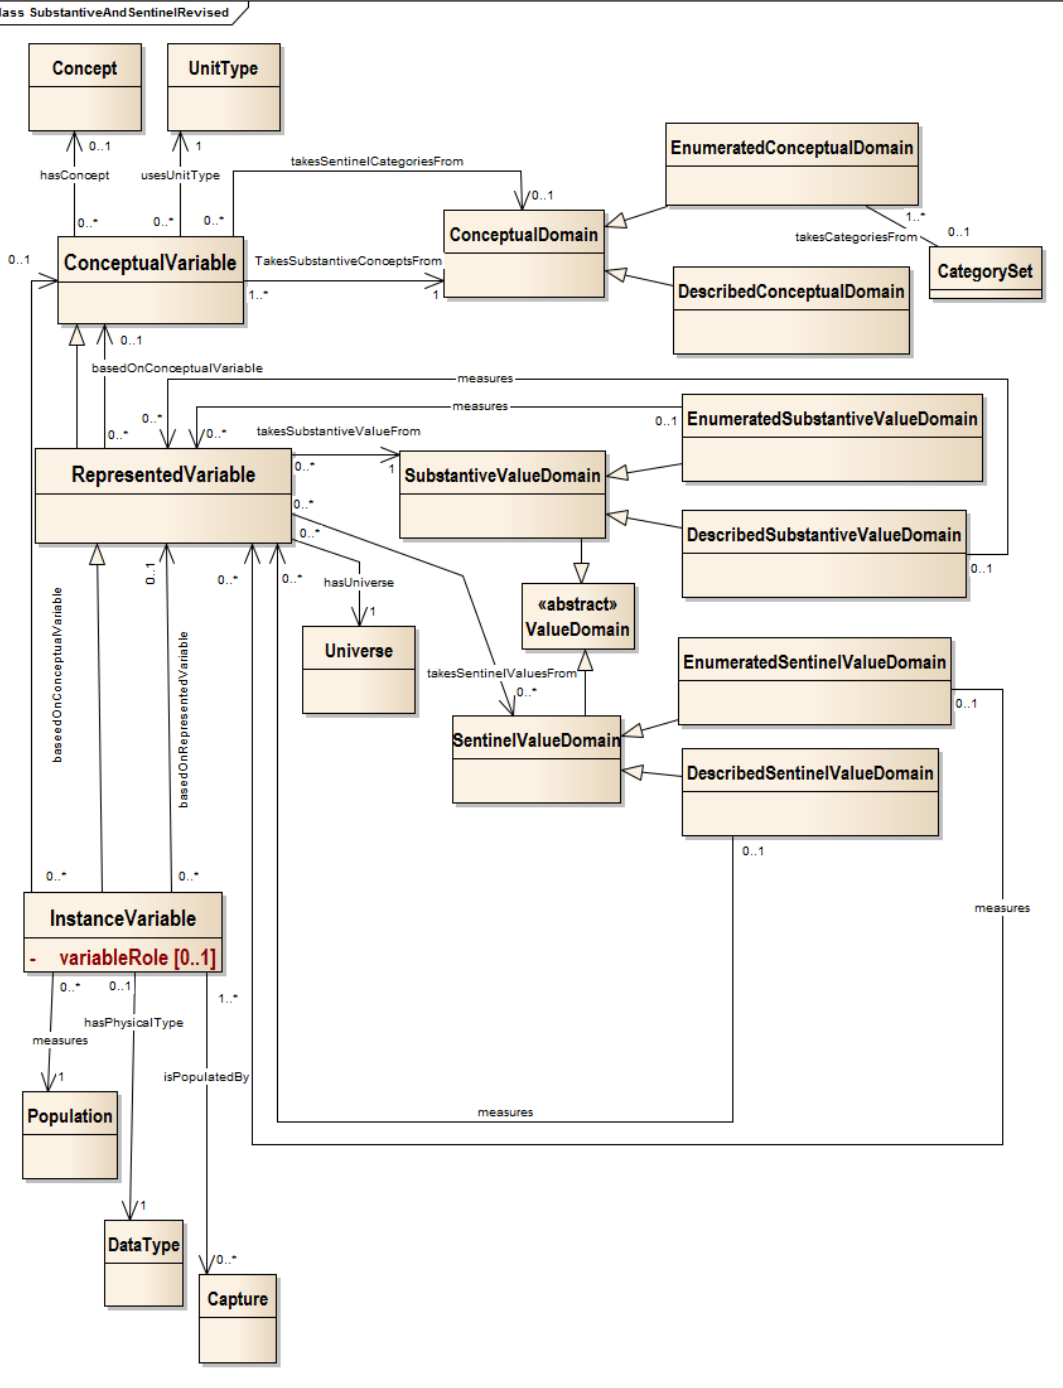 lass SubstantiveAndSentinelRevised
Concept
UnitType
0..1
1
hasConcept
usesUnitType
takesSentinelCategoriesFrom
0..*
0..*
0..*
0..1
EnumeratedConceptualDomain
1..*
0..1
takesCategoriesFrom
CategorySet
ConceptualDomain
DescribedConceptualDomain
0..1
ConceptualVariable
TakesSubstantiveConceptsFrom
1..*
1
0..1
basedOnConceptualVariable
0..*
measures
measures
0..*
0..*
0..1
EnumeratedSubstantiveValueDomain
RepresentedVariable
takesSubstantiveValueFrom
0..*
1
SubstantiveValueDomain
DescribedSubstantiveValueDomain
0..1
0..*
0..*
hasUniverse
1
Universe
«abstract»
ValueDomain
0..1
0..*
0..*
baseedOnConceptualVariable
basedOnRepresentedVariable
takesSentinelValuesFrom
0..*
EnumeratedSentinelValueDomain
0..1
SentinelValueDomain
DescribedSentinelValueDomain
0..1
measures
measures
0..*
0..*
InstanceVariable
- variableRole [0..1]
0..*
0..1
1..*
hasPhysicalType
measures
isPopulatedBy
1
Population
1
DataType
0..*
Capture